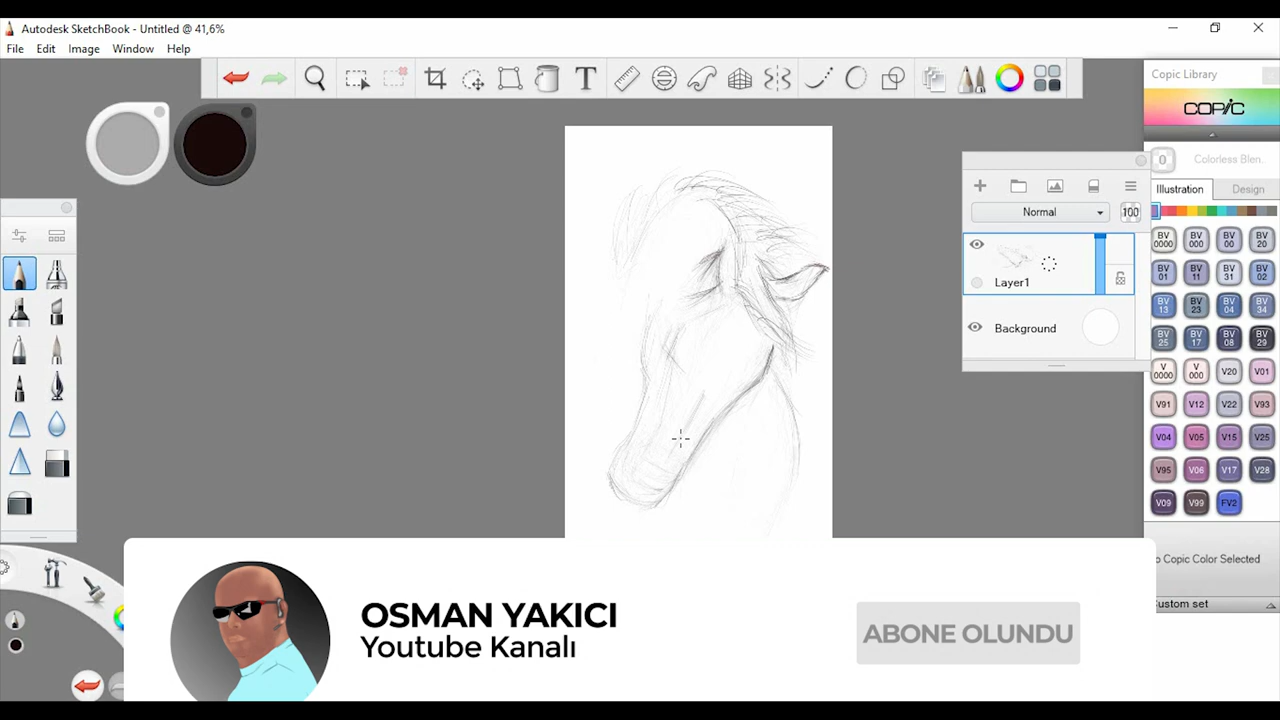 Autodesk SketchBook - Untitled @ 41,6%
File Edit Image Window Help
T
Copic Library
COPIC
0 Colorless Blen..
Illustration Design
Normal 100
Layer1
Background
BV 0000 BV 000 BV 00 BV 20
BV 01 BV 11 BV 31 BV 02
BV 13 BV 23 BV 04 BV 34
BV 25 BV 17 BV 08 BV 29
V 0000 V 000 V20 V01
V91 V12 V22 V93
V04 V05 V15 V25
V95 V06 V17 V28
V09 V99 FV2
o Copic Color Selected
ustom set
OSMAN YAKICI
Youtube Kanalı
ABONE OLUNDU